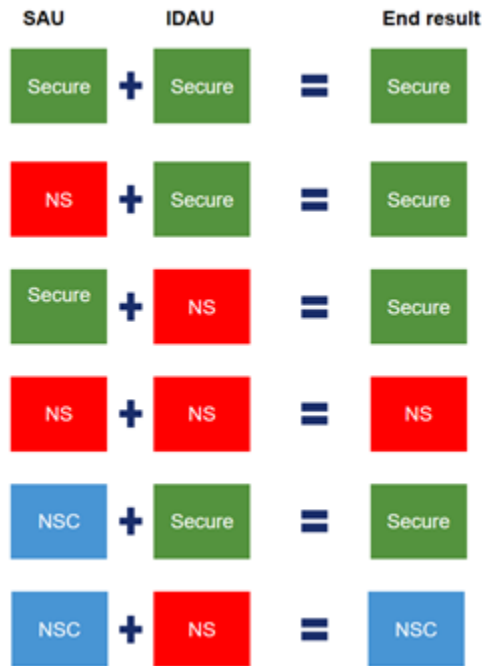 SAU IDAU End result
Secure + Secure = Secure
NS + Secure = Secure
Secure + NS = Secure
NS + NS = NS
NSC + Secure = Secure
NSC + NS = NSC